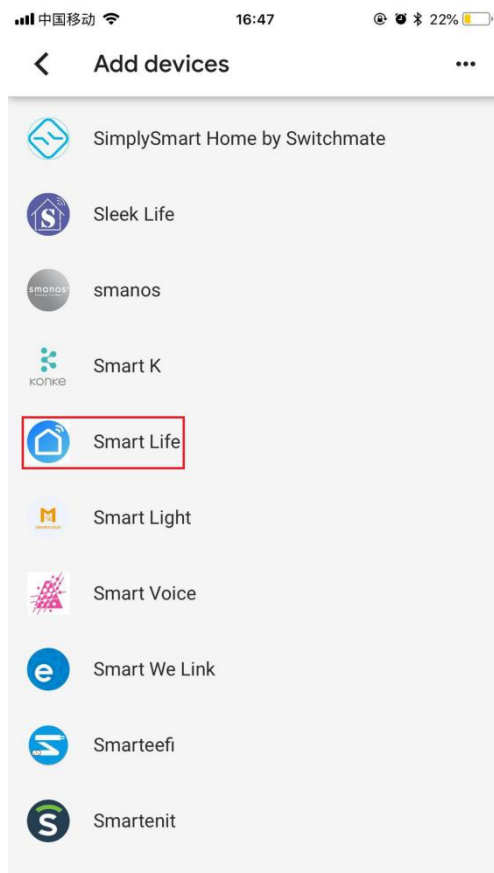 中国移动 16:47 22%
Add devices
SimplySmart Home by Switchmate
S
Sleek Life
smanos
smanos
Smart K
KONKE
Smart Life
M
Smart Light
Smart Voice
e
Smart We Link
Smarteefi
S
Smartenit